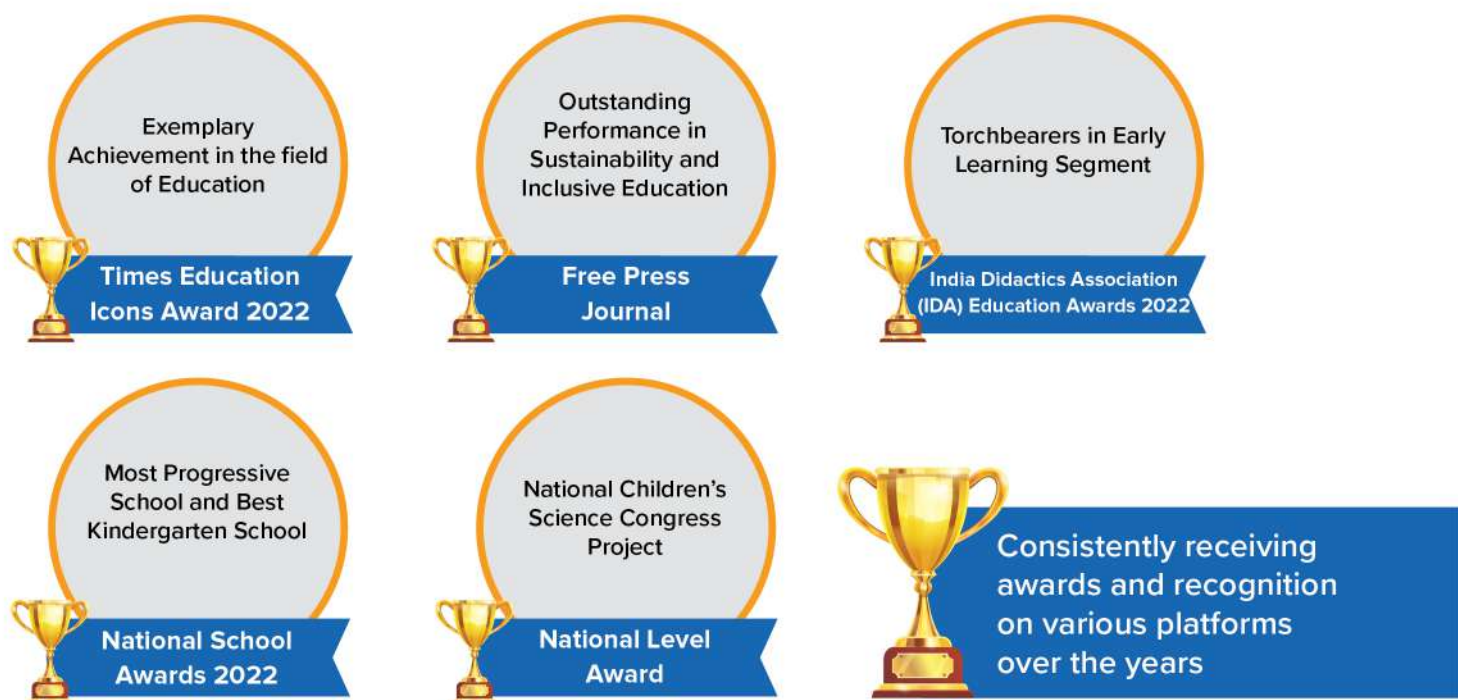 Exemplary
Achievement in the field
of Education
Times Education
Icons Award 2022
Outstanding
Performance in
Sustainability and
Inclusive Education
Free Press
Journal
Torchbearers in Early
Learning Segment
India Didactics Association
(IDA) Education Awards 2022
Most Progressive
School and Best
Kindergarten School
National School
Awards 2022
National Children’s
Science Congress
Project
National Level
Award
Consistently receiving
awards and recognition
on various platforms
over the years